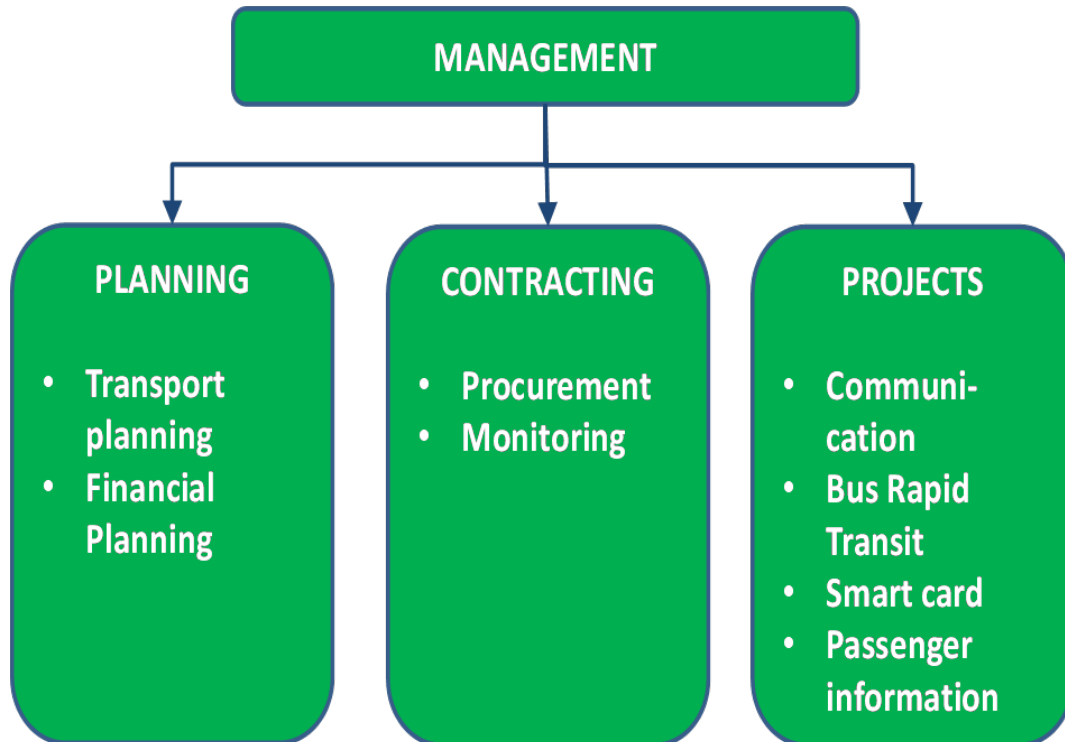 MANAGEMENT
PLANNING
• Transport
planning
• Financial
Planning
CONTRACTING
• Procurement
• Monitoring
PROJECTS
• Communi-
cation
• Bus Rapid
Transit
• Smart card
• Passenger
information